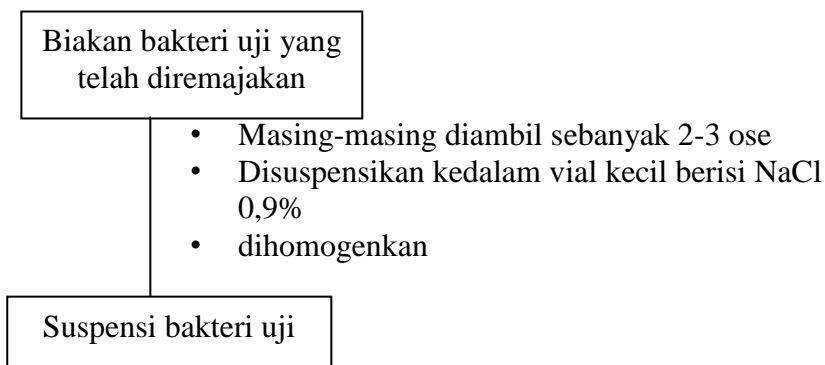 Biakan bakteri uji yang
telah diremajakan
• Masing-masing diambil sebanyak 2-3 ose
• Disuspensikan kedalam vial kecil berisi NaCl
0,9%
• dihomogenkan
Suspensi bakteri uji